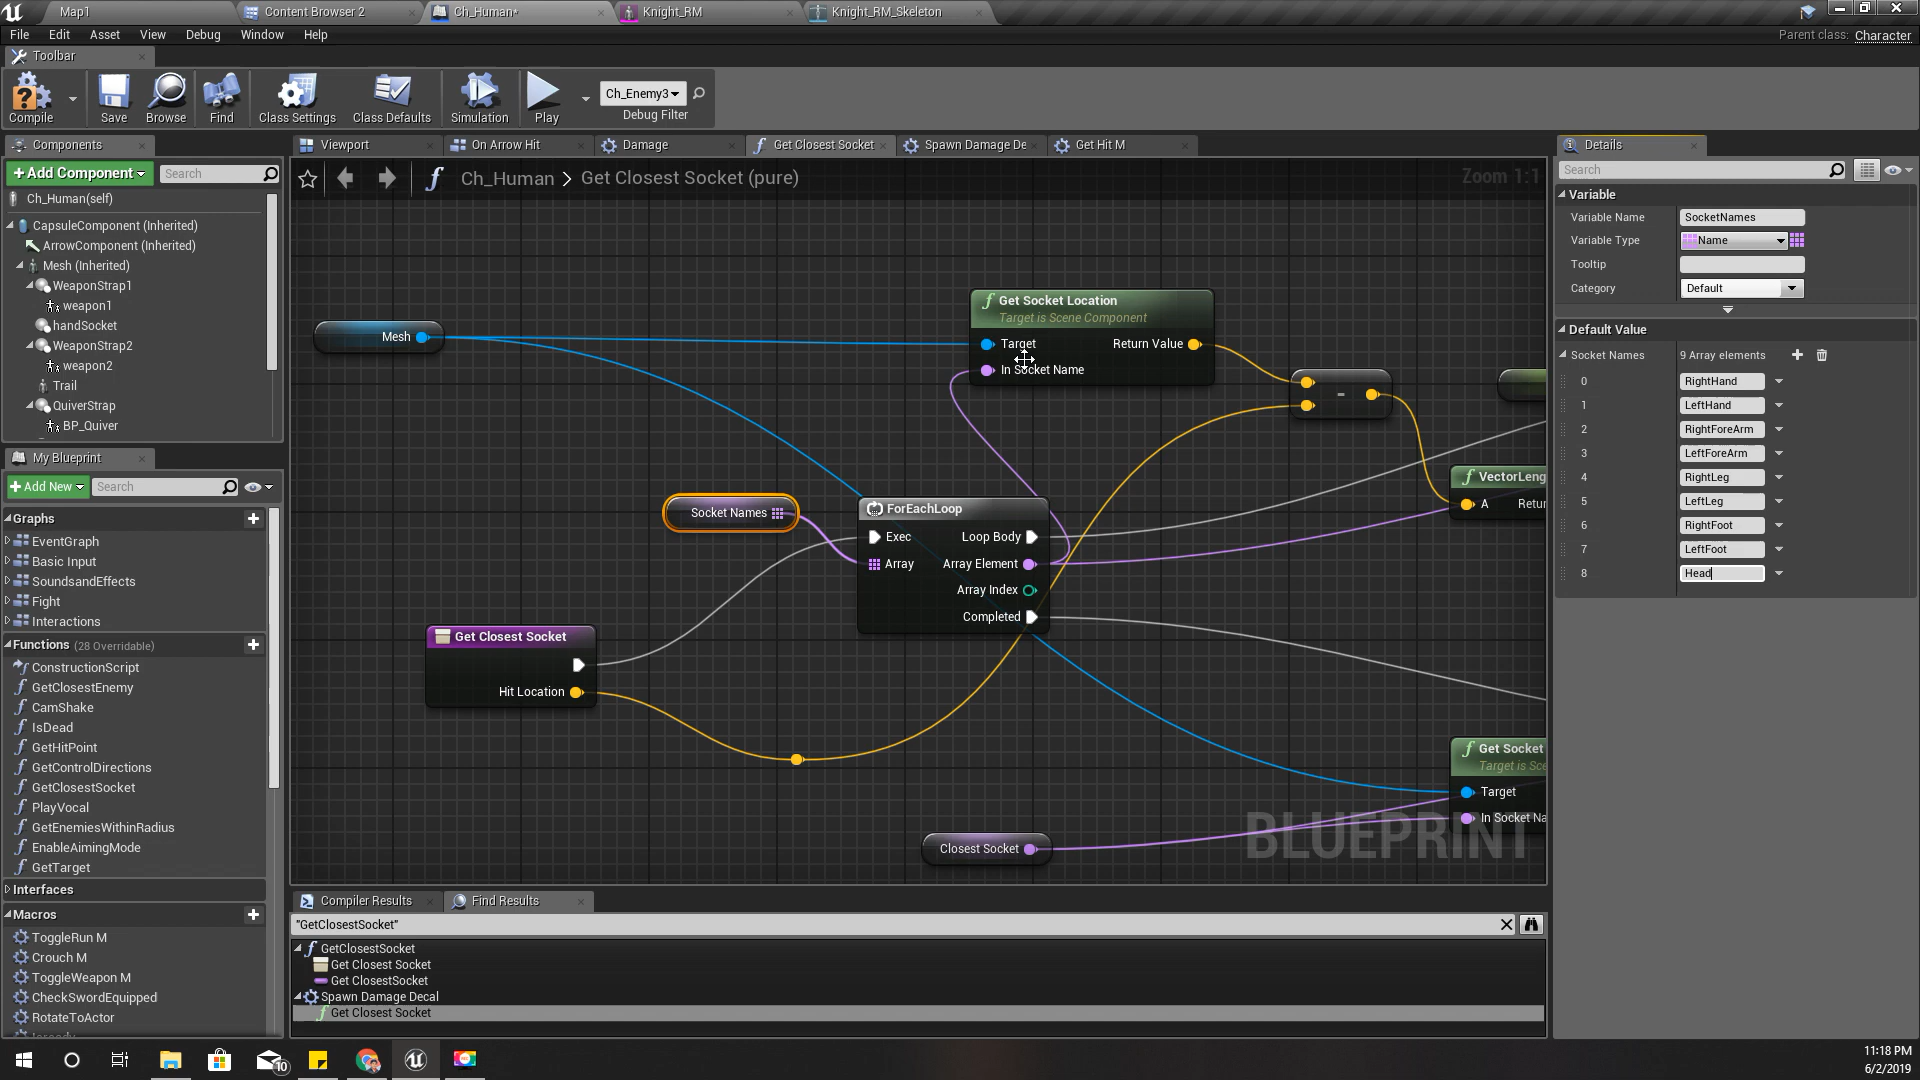 Map1
Content Browser 2
Ch_Human*
Knight_RM
Knight_RM_Skeleton
File Edit Asset View Debug Window Help
Parent class: Character
Toolbar
Compile
Save
Browse
Find
Class Settings
Class Defaults
Simulation
Play
Ch_Enemy3
Debug Filter
Components
+Add Component
Search
Ch_Human(self)
CapsuleComponent (Inherited)
ArrowComponent (Inherited)
Mesh (Inherited)
WeaponStrap1
weapon1
handSocket
WeaponStrap2
weapon2
Trail
QuiverStrap
BP_Quiver
My Blueprint
+Add New
Search
Graphs
EventGraph
Basic Input
SoundsandEffects
Fight
Interactions
Functions (28 Overridable)
ConstructionScript
GetClosestEnemy
CamShake
IsDead
GetHitPoint
GetControlDirections
GetClosestSocket
PlayVocal
GetEnemiesWithinRadius
EnableAimingMode
GetTarget
Interfaces
Macros
ToggleRun M
Crouch M
ToggleWeapon M
CheckSwordEquipped
RotateToActor
Viewport
On Arrow Hit
Damage
Get Closest Socket
Spawn Damage De
Get Hit M
Ch_Human > Get Closest Socket (pure)
Zoom 1:1
Mesh
Get Socket Location
Target is Scene Component
Target
Return Value
In Socket Name
-
VectorLeng
A
Retur
Socket Names
ForEachLoop
Exec
Loop Body
Array
Array Element
Array Index
Completed
Get Closest Socket
Hit Location
Closest Socket
Get Socket
Target is Sce
Target
In Socket Na
BLUEPRINT
Compiler Results
Find Results
"GetClosestSocket"
GetClosestSocket
Get Closest Socket
Get ClosestSocket
Spawn Damage Decal
Get Closest Socket
Details
Search
Variable
Variable Name SocketNames
Variable Type Name
Tooltip
Category Default
Default Value
Socket Names 9 Array elements
0 RightHand
1 LeftHand
2 RightForeArm
3 LeftForeArm
4 RightLeg
5 LeftLeg
6 RightFoot
7 LeftFoot
8 Head
10
11:18 PM
6/2/2019